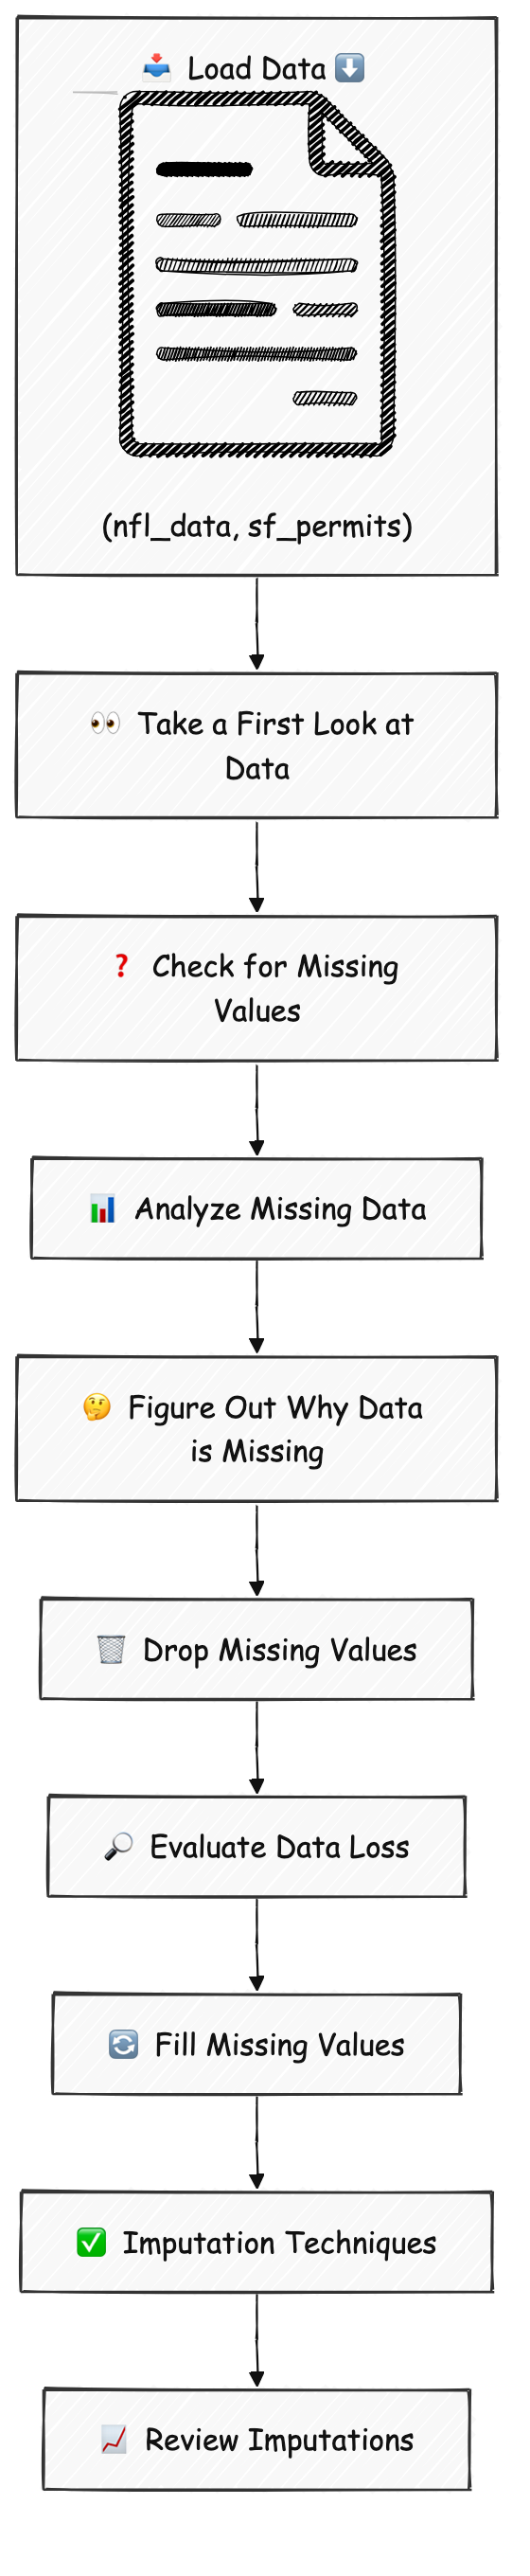 📥 Load Data ⬇️
(nfl_data, sf_permits)
👀 Take a First Look at
Data
❓ Check for Missing
Values
📊 Analyze Missing Data
🤔 Figure Out Why Data
is Missing
🗑️ Drop Missing Values
🔎 Evaluate Data Loss
🔄 Fill Missing Values
✅ Imputation Techniques
📈 Review Imputations